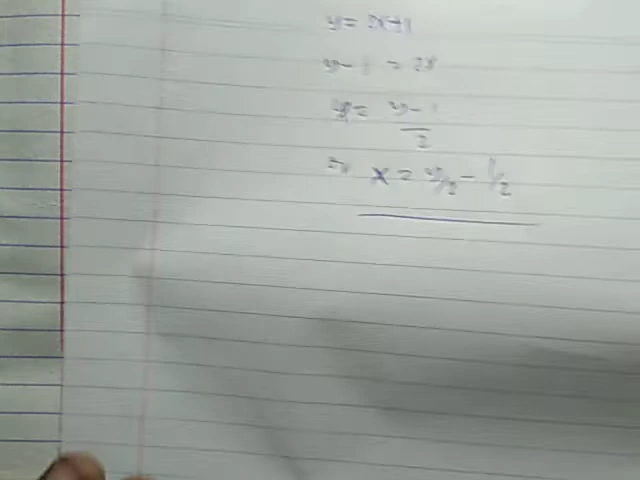 y = 2x+1
y - 1 = 2x
x = y - 1 / 2
x = y/2 - 1/2